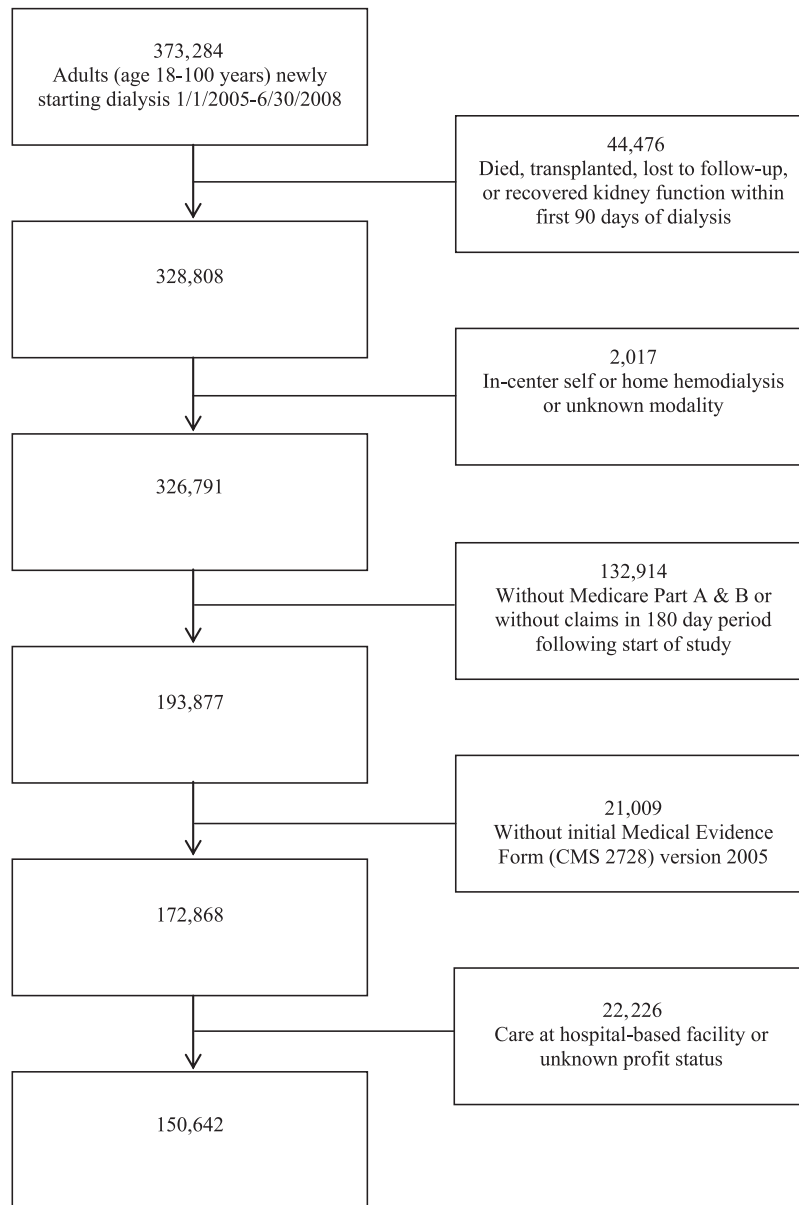 373,284
Adults (age 18-100 years) newly
starting dialysis 1/1/2005-6/30/2008
44,476
Died, transplanted, lost to follow-up,
or recovered kidney function within
first 90 days of dialysis
328,808
2,017
In-center self or home hemodialysis
or unknown modality
326,791
132,914
Without Medicare Part A & B or
without claims in 180 day period
following start of study
193,877
21,009
Without initial Medical Evidence
Form (CMS 2728) version 2005
172,868
22,226
Care at hospital-based facility or
unknown profit status
150,642